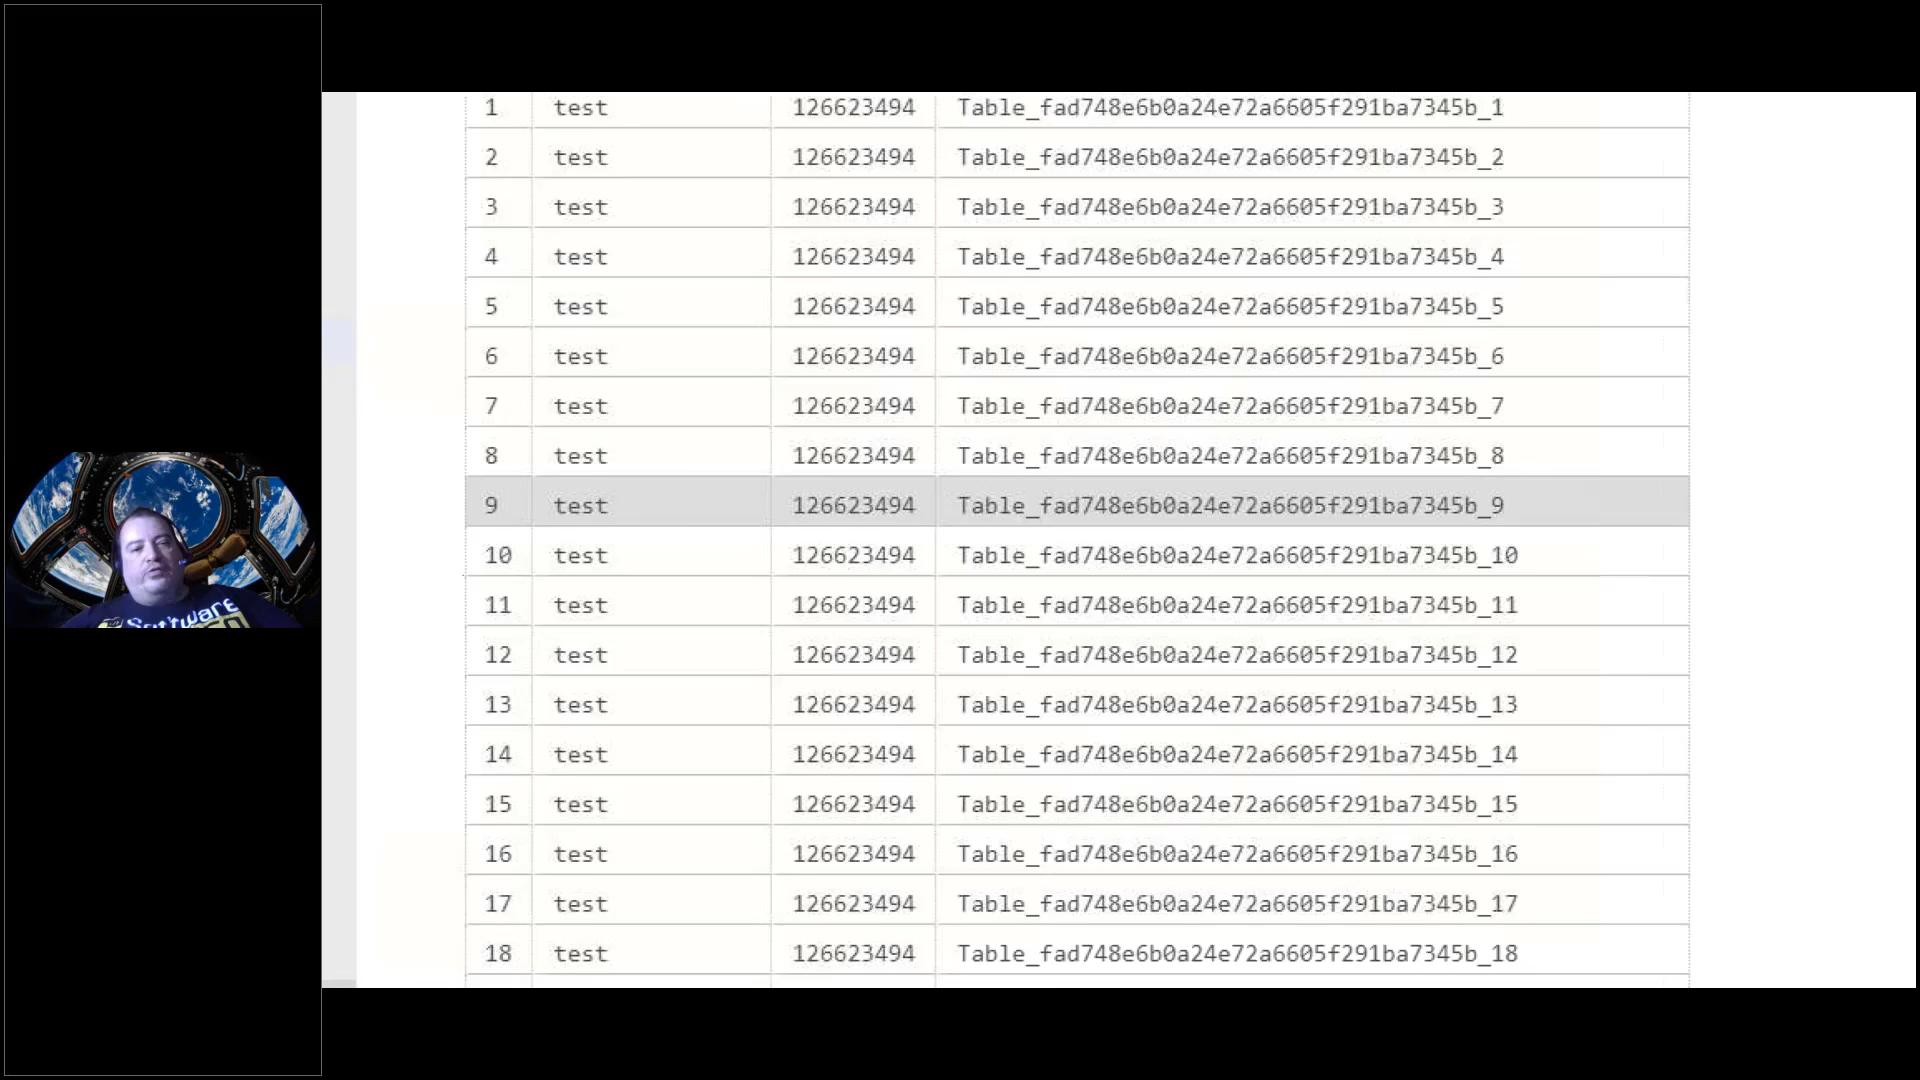 1 test 126623494 Table_fad748e6b0a24e72a6605f291ba7345b_1
2 test 126623494 Table_fad748e6b0a24e72a6605f291ba7345b_2
3 test 126623494 Table_fad748e6b0a24e72a6605f291ba7345b_3
4 test 126623494 Table_fad748e6b0a24e72a6605f291ba7345b_4
5 test 126623494 Table_fad748e6b0a24e72a6605f291ba7345b_5
6 test 126623494 Table_fad748e6b0a24e72a6605f291ba7345b_6
7 test 126623494 Table_fad748e6b0a24e72a6605f291ba7345b_7
8 test 126623494 Table_fad748e6b0a24e72a6605f291ba7345b_8
9 test 126623494 Table_fad748e6b0a24e72a6605f291ba7345b_9
10 test 126623494 Table_fad748e6b0a24e72a6605f291ba7345b_10
11 test 126623494 Table_fad748e6b0a24e72a6605f291ba7345b_11
12 test 126623494 Table_fad748e6b0a24e72a6605f291ba7345b_12
13 test 126623494 Table_fad748e6b0a24e72a6605f291ba7345b_13
14 test 126623494 Table_fad748e6b0a24e72a6605f291ba7345b_14
15 test 126623494 Table_fad748e6b0a24e72a6605f291ba7345b_15
16 test 126623494 Table_fad748e6b0a24e72a6605f291ba7345b_16
17 test 126623494 Table_fad748e6b0a24e72a6605f291ba7345b_17
18 test 126623494 Table_fad748e6b0a24e72a6605f291ba7345b_18
Software